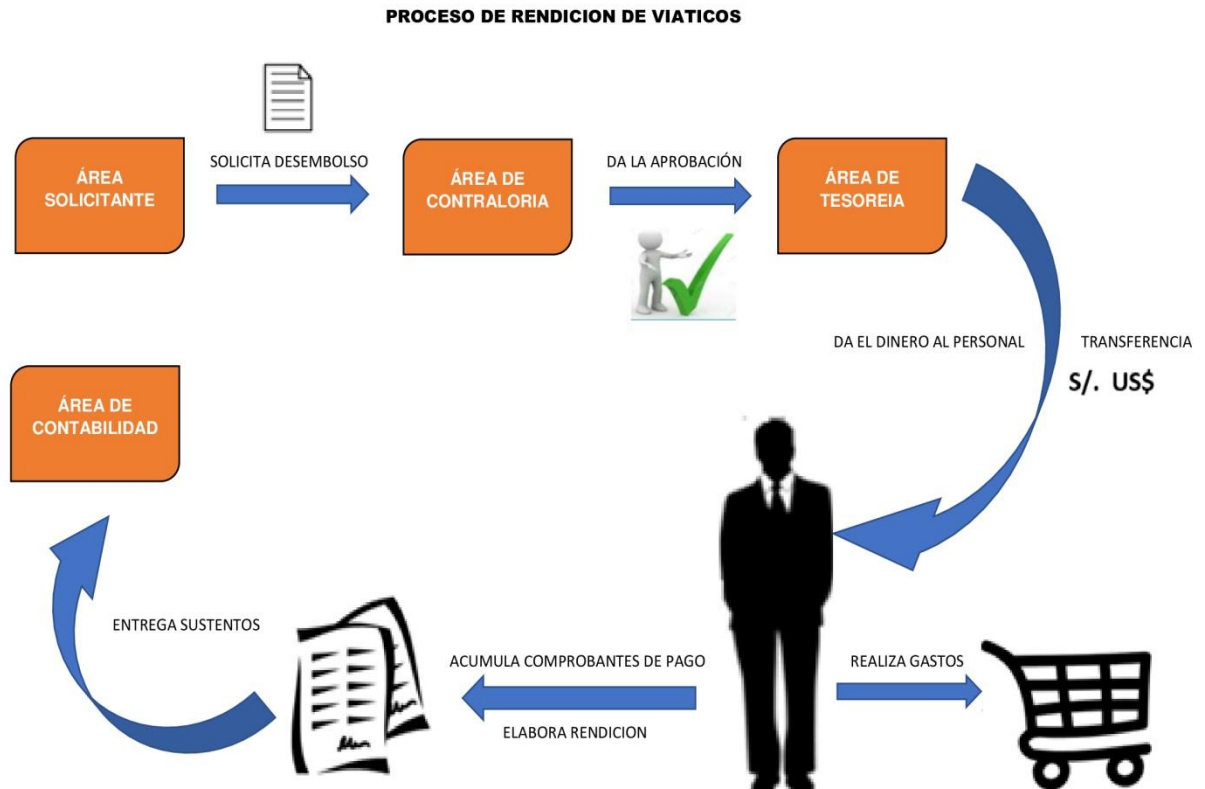 PROCESO DE RENDICION DE VIATICOS
ÁREA
SOLICITANTE
SOLICITA DESEMBOLSO
ÁREA DE
CONTRALORIA
DA LA APROBACIÓN
ÁREA DE
TESOREIA
DA EL DINERO AL PERSONAL
TRANSFERENCIA
S/. US$
ÁREA DE
CONTABILIDAD
ENTREGA SUSTENTOS
ACUMULA COMPROBANTES DE PAGO
ELABORA RENDICION
REALIZA GASTOS